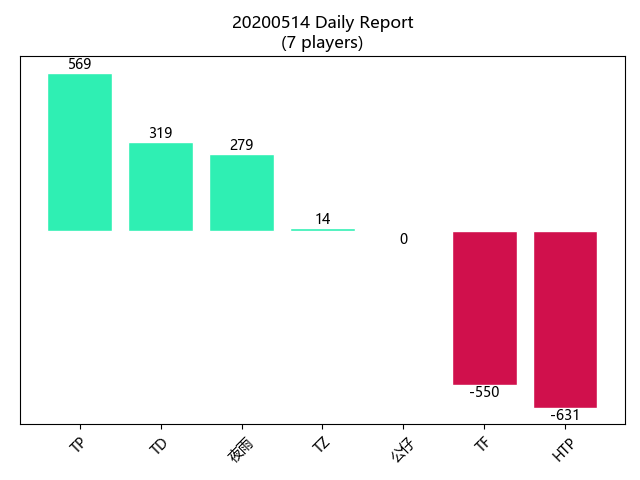 20200514 Daily Report
(7 players)
569
319
279
14
0
-550
-631
TP
TD
夜雨
TZ
公仔
TF
HTP